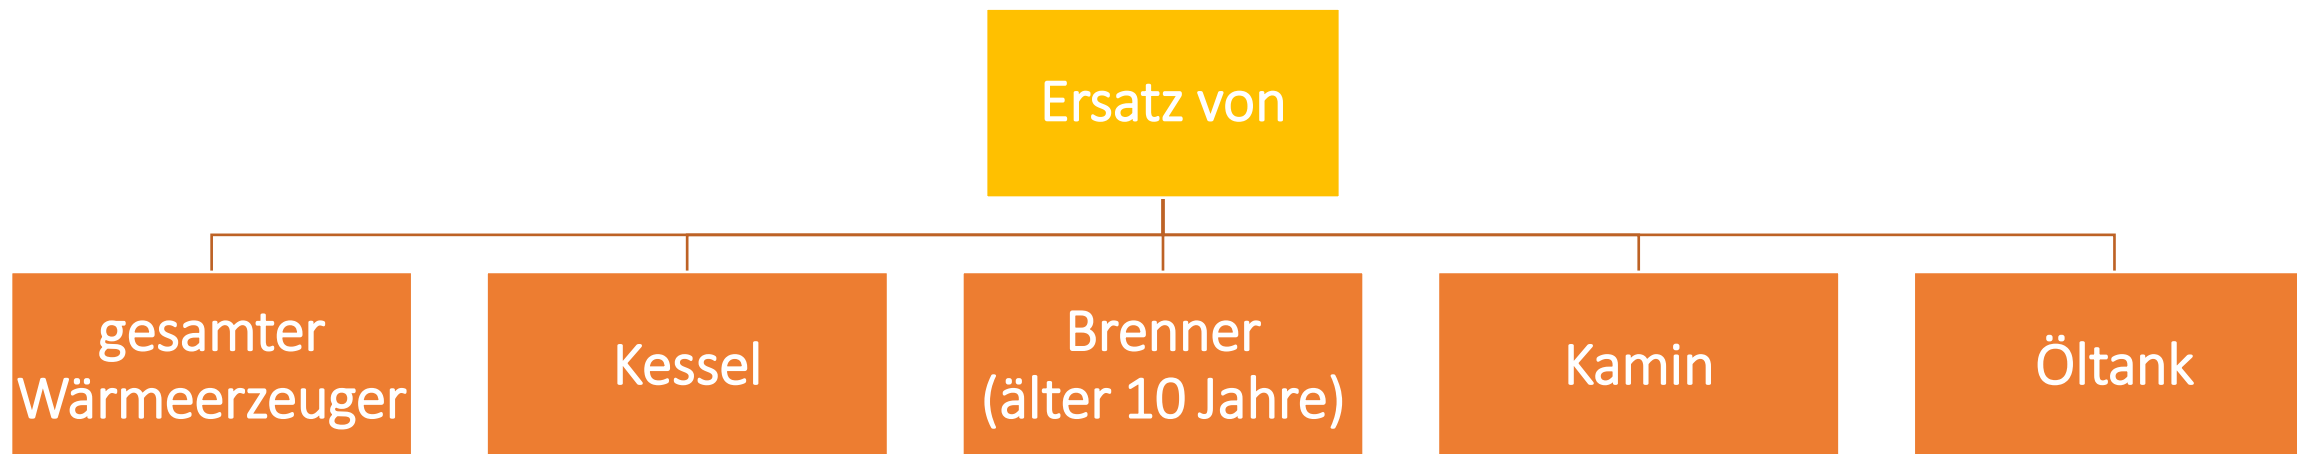 Ersatz von
gesamter
Wärmeerzeuger
Kessel
Brenner
(älter 10 Jahre)
Kamin
Öltank